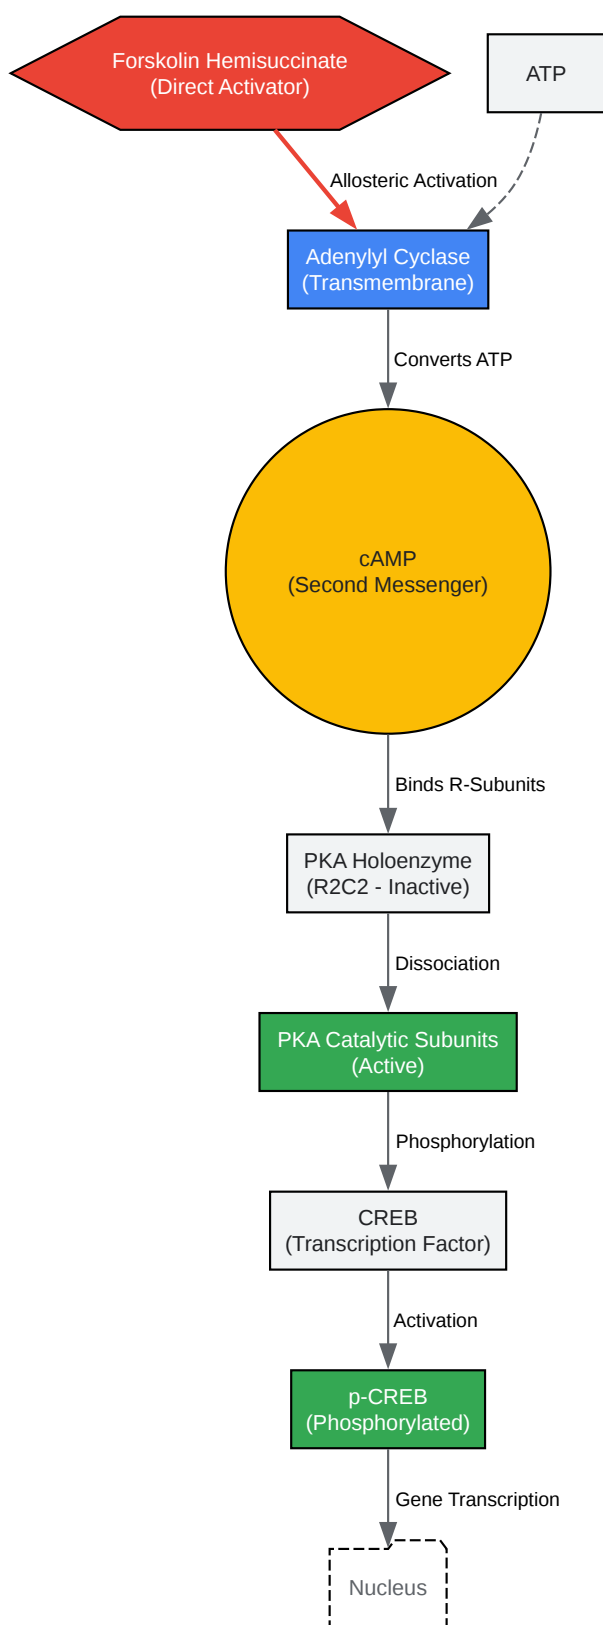 Forskolin Hemisuccinate
(Direct Activator)
ATP
Allosteric Activation
Adenylyl Cyclase
(Transmembrane)
Converts ATP
cAMP
(Second Messenger)
Binds R-Subunits
PKA Holoenzyme
(R2C2 - Inactive)
Dissociation
PKA Catalytic Subunits
(Active)
Phosphorylation
CREB
(Transcription Factor)
Activation
p-CREB
(Phosphorylated)
Gene Transcription
Nucleus